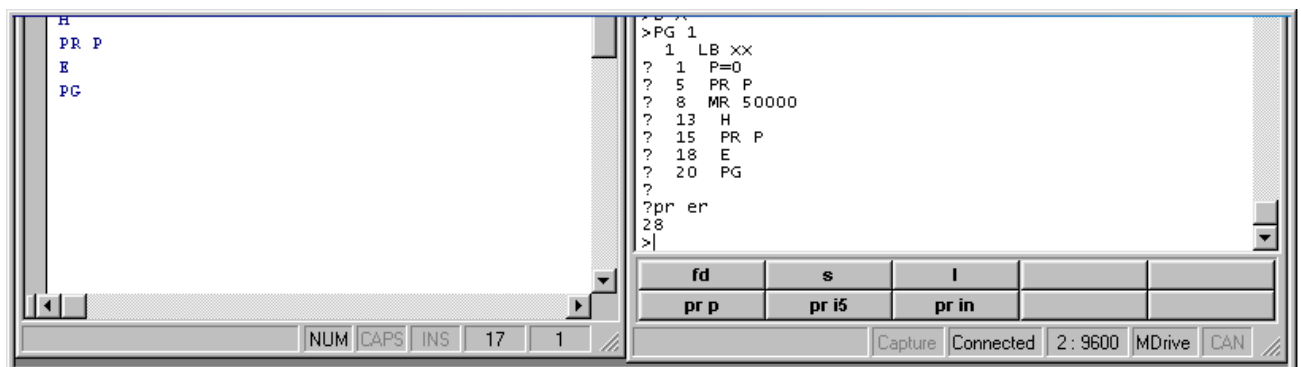 H
PR P
E
PG
>PG 1
1 LB xx
? 1 P=0
? 5 PR P
? 8 MR 50000
? 13 H
? 15 PR P
? 18 E
? 20 PG
?
?pr er
28
>
fd s l
pr p pr i5 pr in
NUM CAPS INS 17 1
Capture Connected 2 : 9600 MDrive CAN